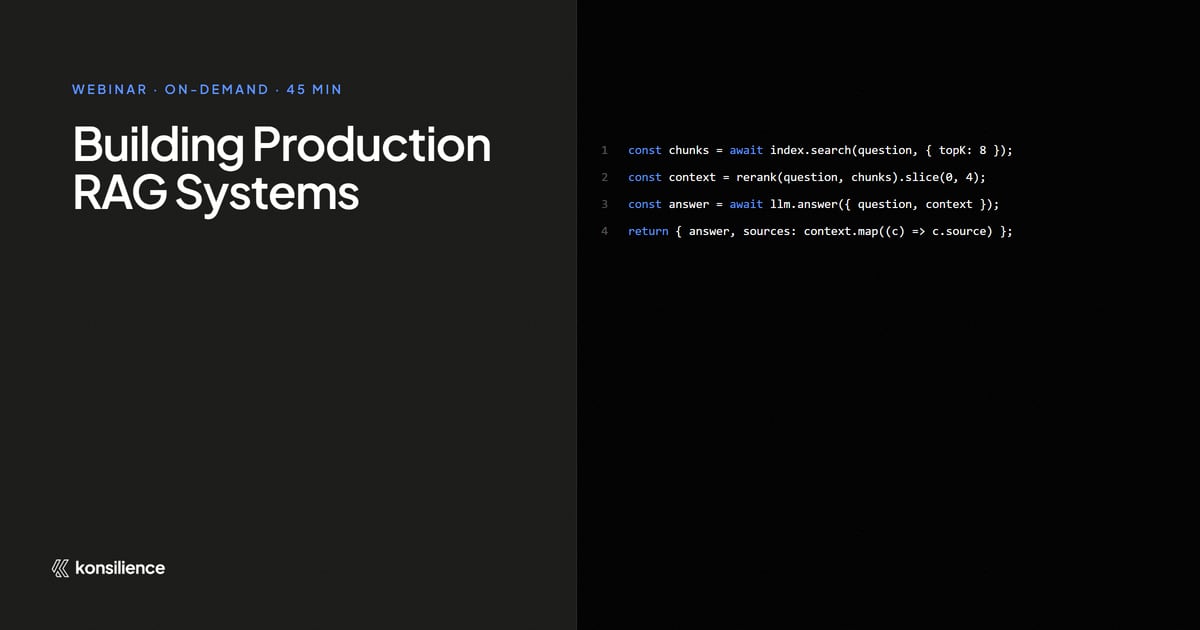 WEBINAR · ON-DEMAND · 45 MIN
Building Production
RAG Systems
1 const chunks = await index.search(question, { topK: 8 });
2 const context = rerank(question, chunks).slice(0, 4);
3 const answer = await llm.answer({ question, context });
4 return { answer, sources: context.map((c) => c.source) };
konsilience